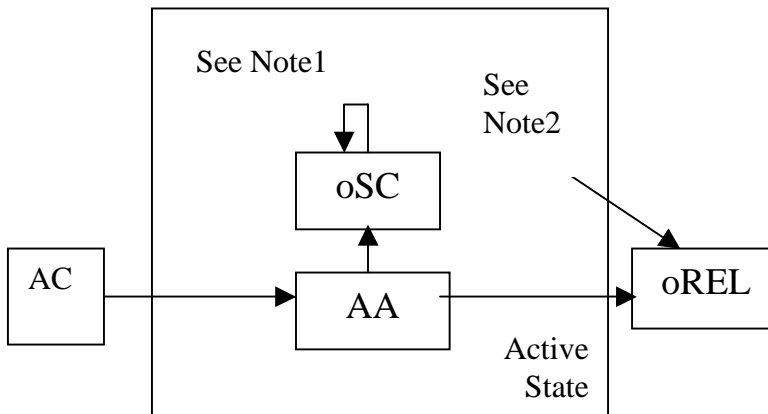 See Note1
See
Note2
oSC
AC
AA
oREL
Active
State